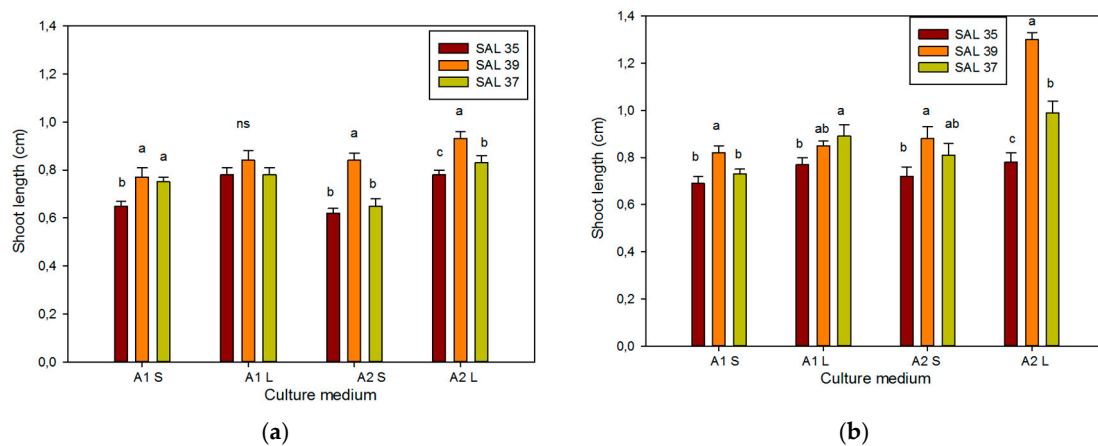 1,4
1,2
1,0
0,8
0,6
0,4
0,2
0,0
Shoot length (cm)
SAL 35
SAL 39
SAL 37
b a a
ns
b a b
c a b
A1 S A1 L A2 S A2 L
Culture medium
(a)
1,4
1,2
1,0
0,8
0,6
0,4
0,2
0,0
Shoot length (cm)
SAL 35
SAL 39
SAL 37
b a b
b ab a
b a ab
c a b
A1 S A1 L A2 S A2 L
Culture medium
(b)